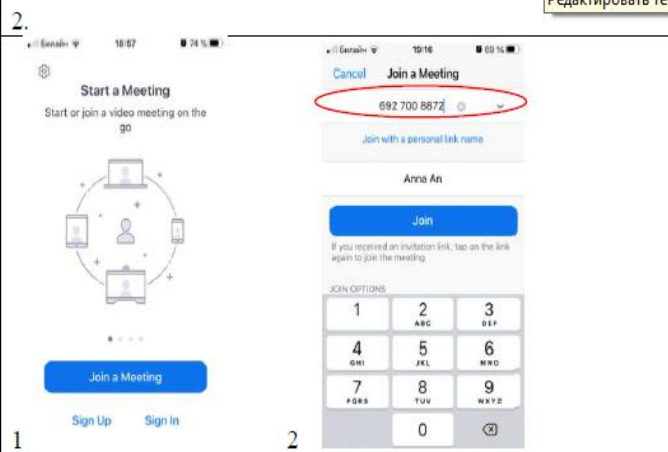 Редактировать те
2.
Билайн 18:57 74 %
Start a Meeting
Start or join a video meeting on the
go
Join a Meeting
Sign Up Sign In
1
Билайн 19:16 69 %
Cancel Join a Meeting
692 700 8872
Join with a personal link name
Anna An
Join
If you received an invitation link, tap on the link
again to join the meeting
JOIN OPTIONS
1 2 3
ABC DEF
4 5 6
GHI JKL MNO
7 8 9
PQRS TUV WXYZ
0
2